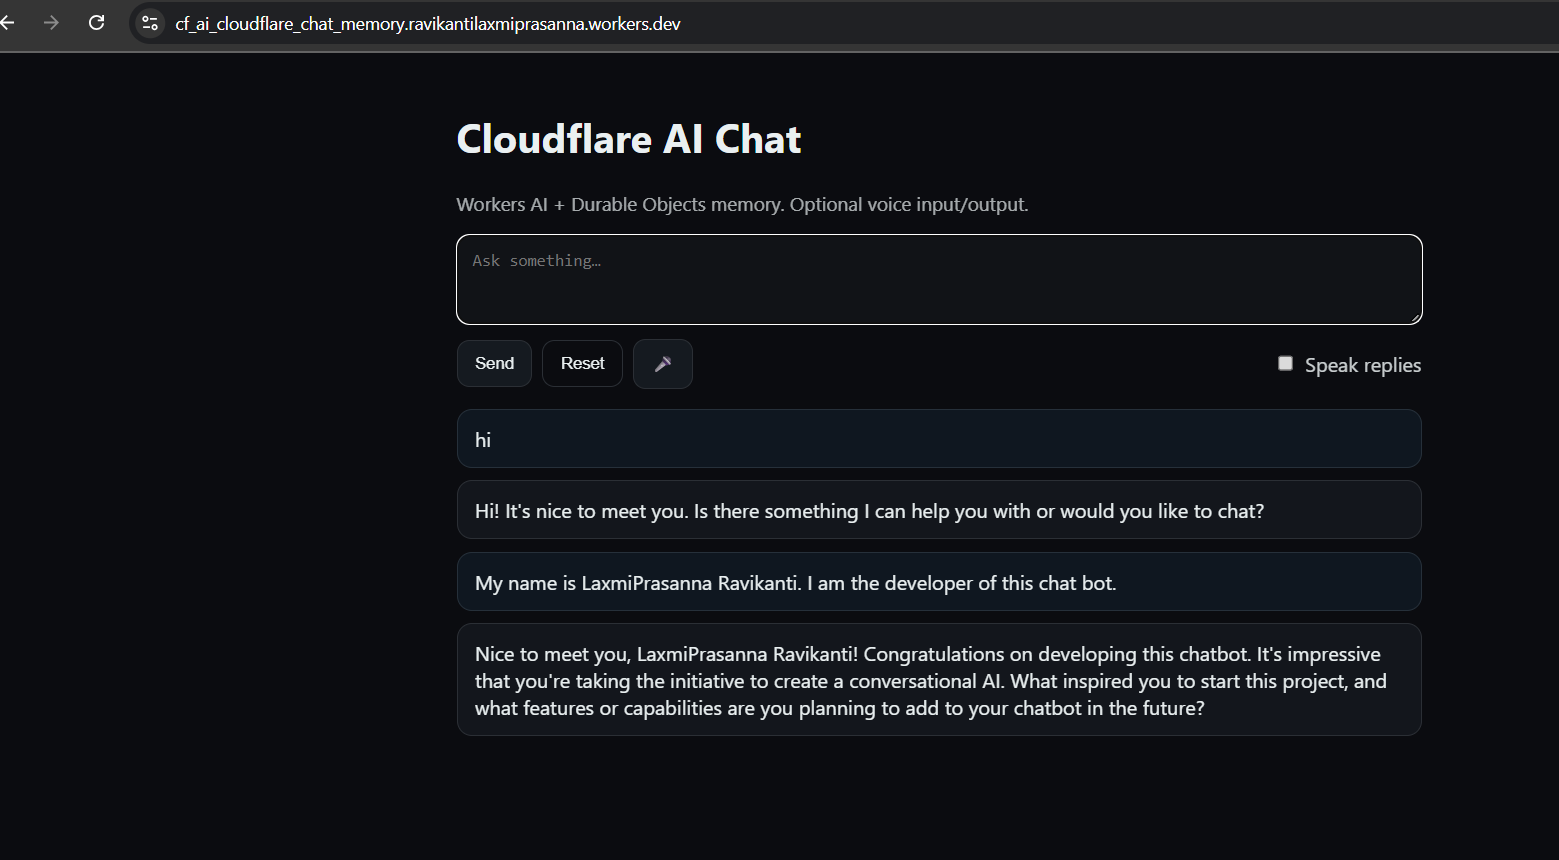 cf_ai_cloudflare_chat_memory.ravikantilaxmiprasanna.workers.dev
Cloudflare AI Chat
Workers AI + Durable Objects memory. Optional voice input/output.
Ask something…
Send
Reset
Speak replies
hi
Hi! It's nice to meet you. Is there something I can help you with or would you like to chat?
My name is LaxmiPrasanna Ravikanti. I am the developer of this chat bot.
Nice to meet you, LaxmiPrasanna Ravikanti! Congratulations on developing this chatbot. It's impressive
that you're taking the initiative to create a conversational AI. What inspired you to start this project, and
what features or capabilities are you planning to add to your chatbot in the future?